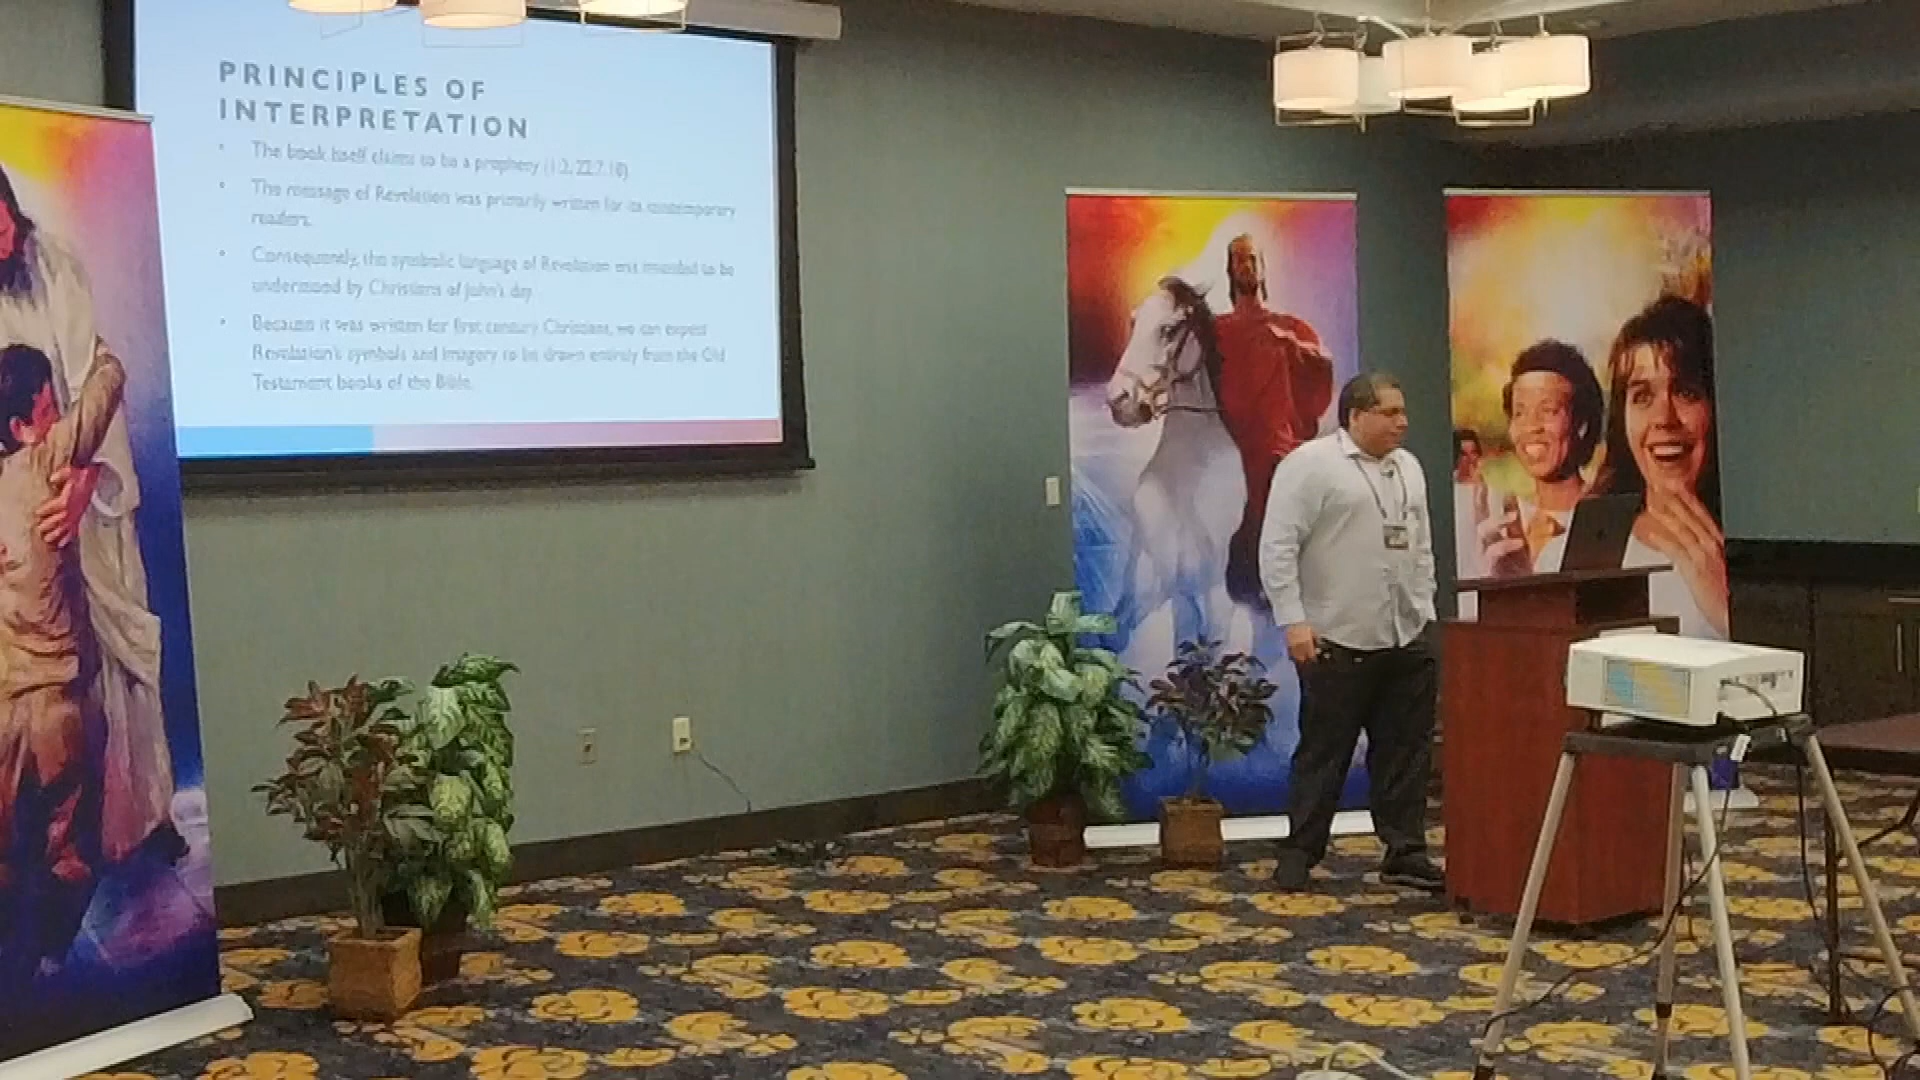 PRINCIPLES OF
INTERPRETATION
The book itself claims to be a prophecy (1:3; 22:7,10)
The message of Revelation was primarily written for its contemporary
readers.
Consequently, the symbolic language of Revelation was intended to be
understood by Christians of John's day.
Because it was written for first century Christians, we can expect
Revelation's symbols and imagery to be drawn entirely from the Old
Testament books of the Bible.